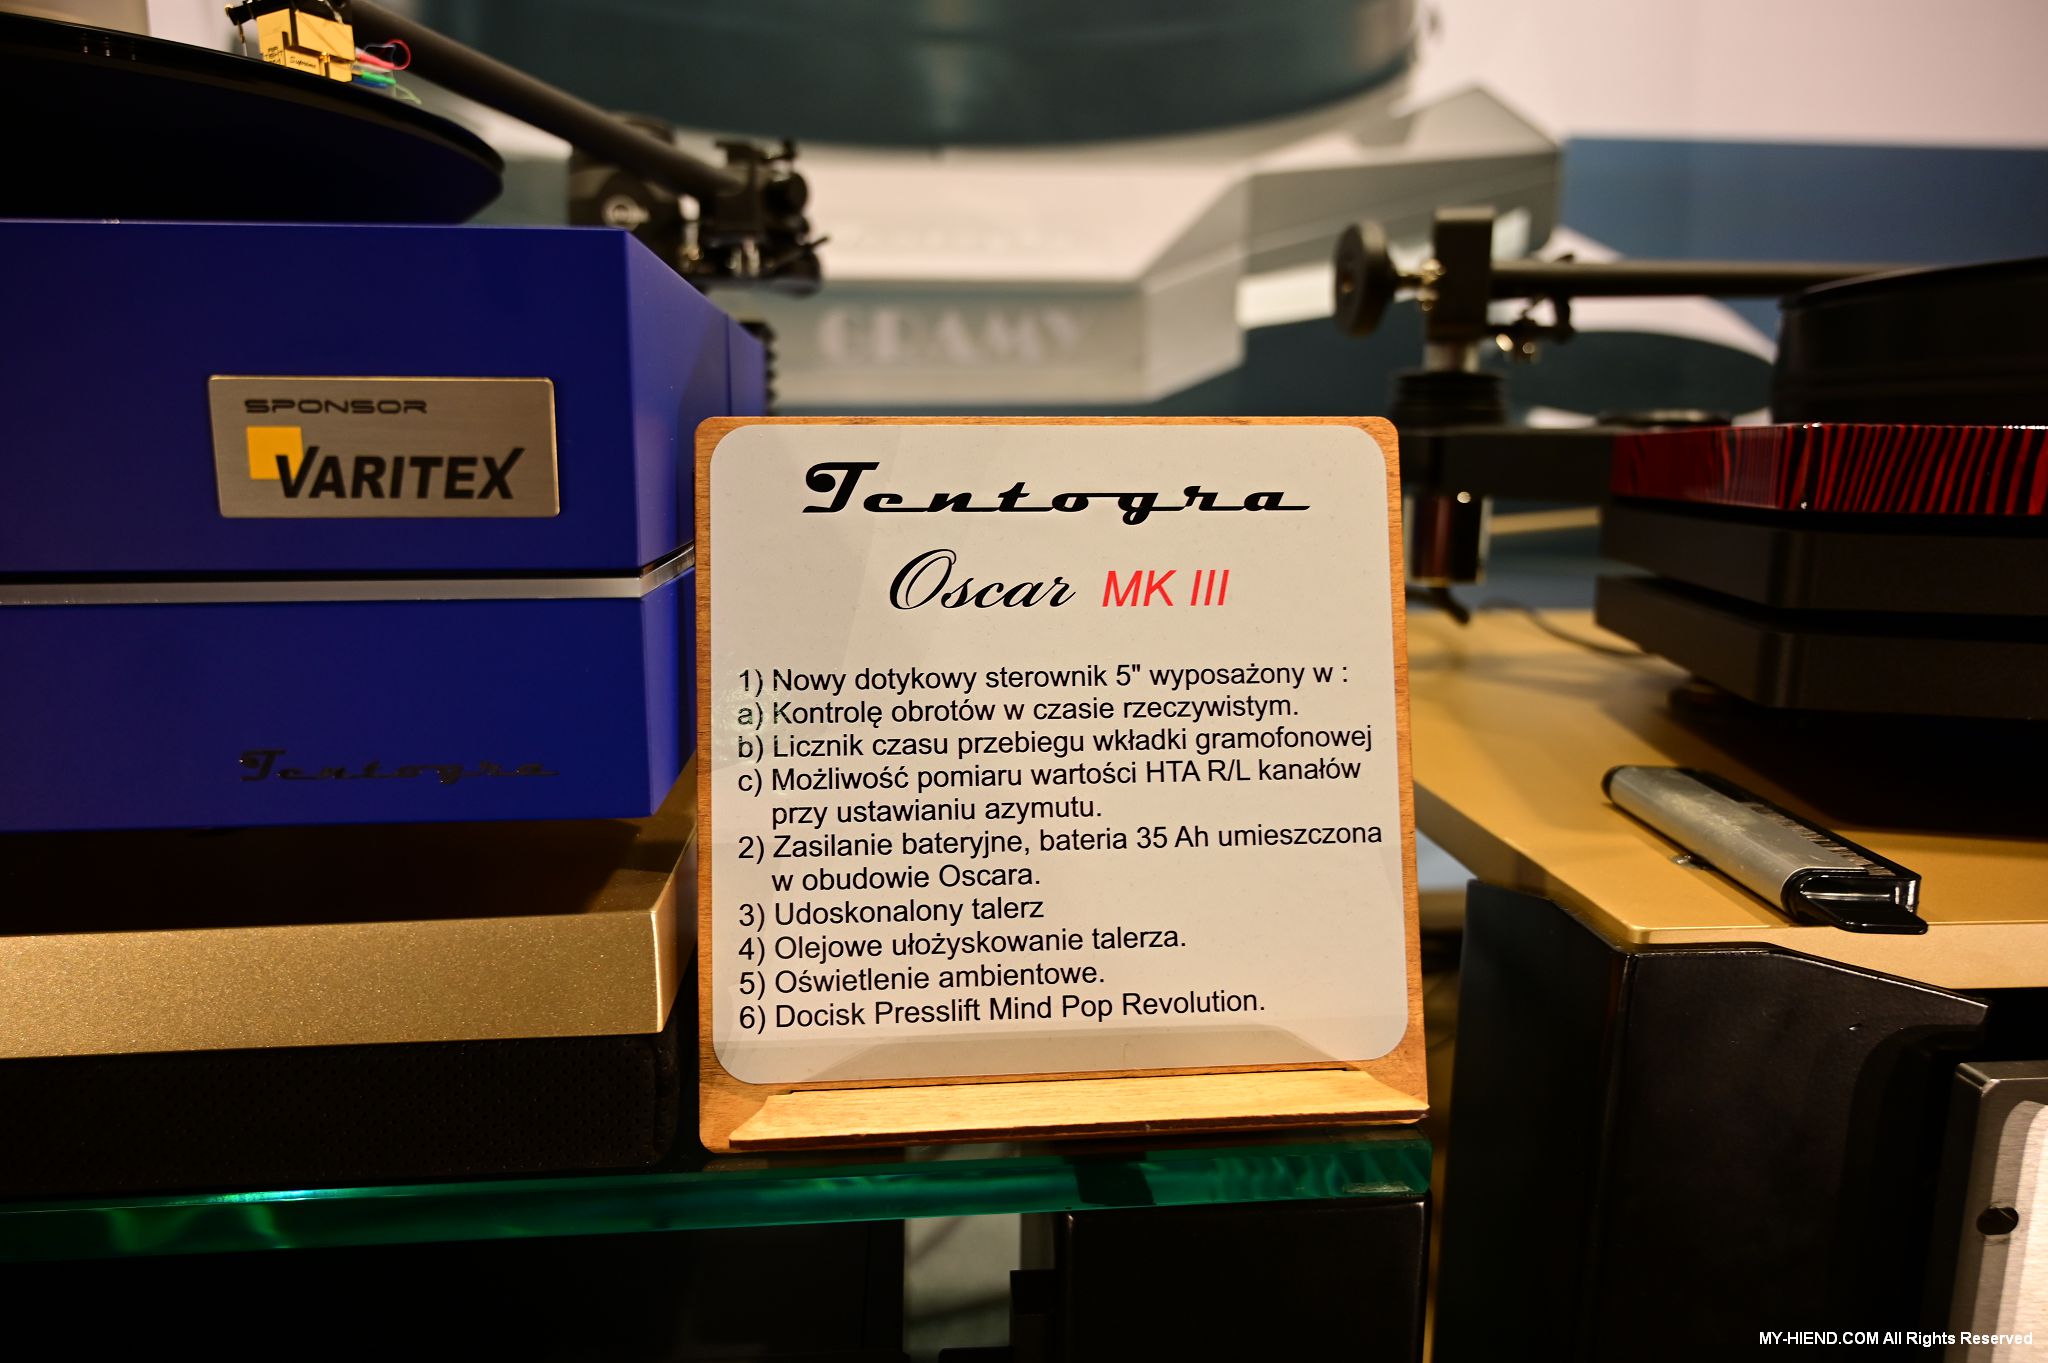 SPONSOR
VARITEX
Tentogra
GRAMY
Tentogra
Oscar MK III
1) Nowy dotykowy sterownik 5" wyposażony w :
a) Kontrolę obrotów w czasie rzeczywistym.
b) Licznik czasu przebiegu wkładki gramofonowej
c) Możliwość pomiaru wartości HTA R/L kanałów
przy ustawianiu azymutu.
2) Zasilanie bateryjne, bateria 35 Ah umieszczona
w obudowie Oscara.
3) Udoskonalony talerz
4) Olejowe ułożyskowanie talerza.
5) Oświetlenie ambientowe.
6) Docisk Presslift Mind Pop Revolution.
MY-HIEND.COM All Rights Reserved